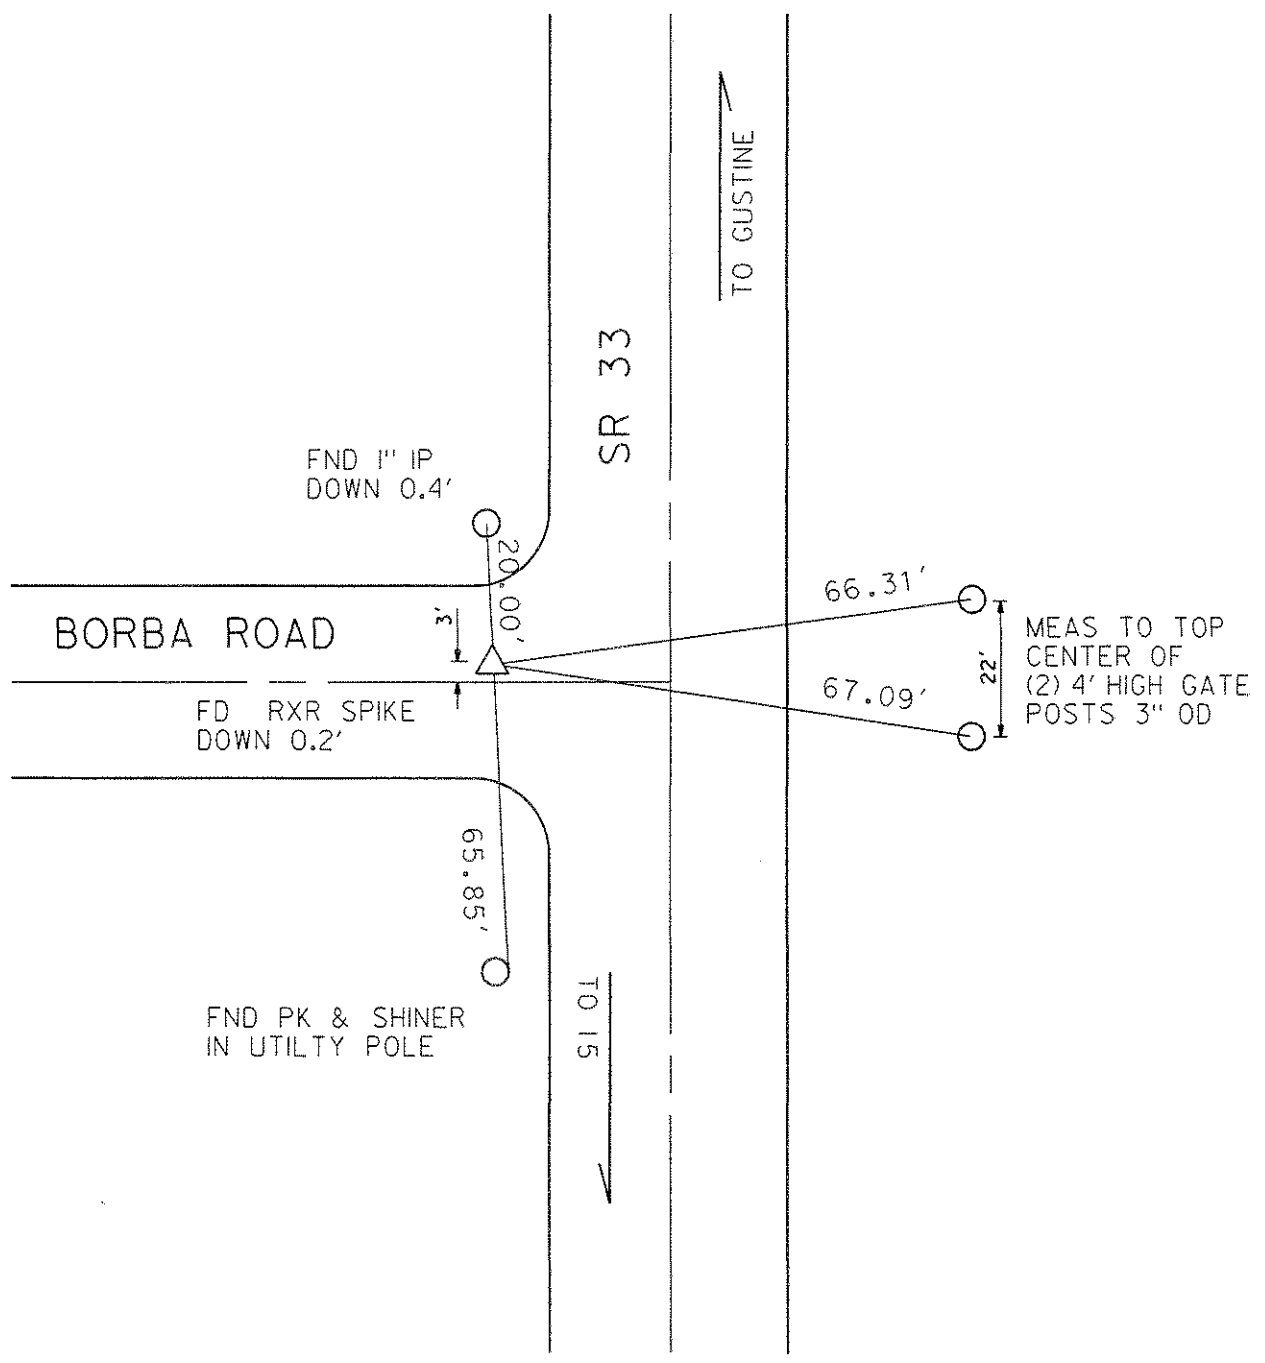 TO GUSTINE
SR 33
FND 1" IP
DOWN 0.4'
20.00'
66.31'
BORBA ROAD
3'
MEAS TO TOP
CENTER OF
(2) 4' HIGH GATE
POSTS 3" OD
22'
67.09'
FD RXR SPIKE
DOWN 0.2'
65.85'
FND PK & SHINER
IN UTILTY POLE
TO I5